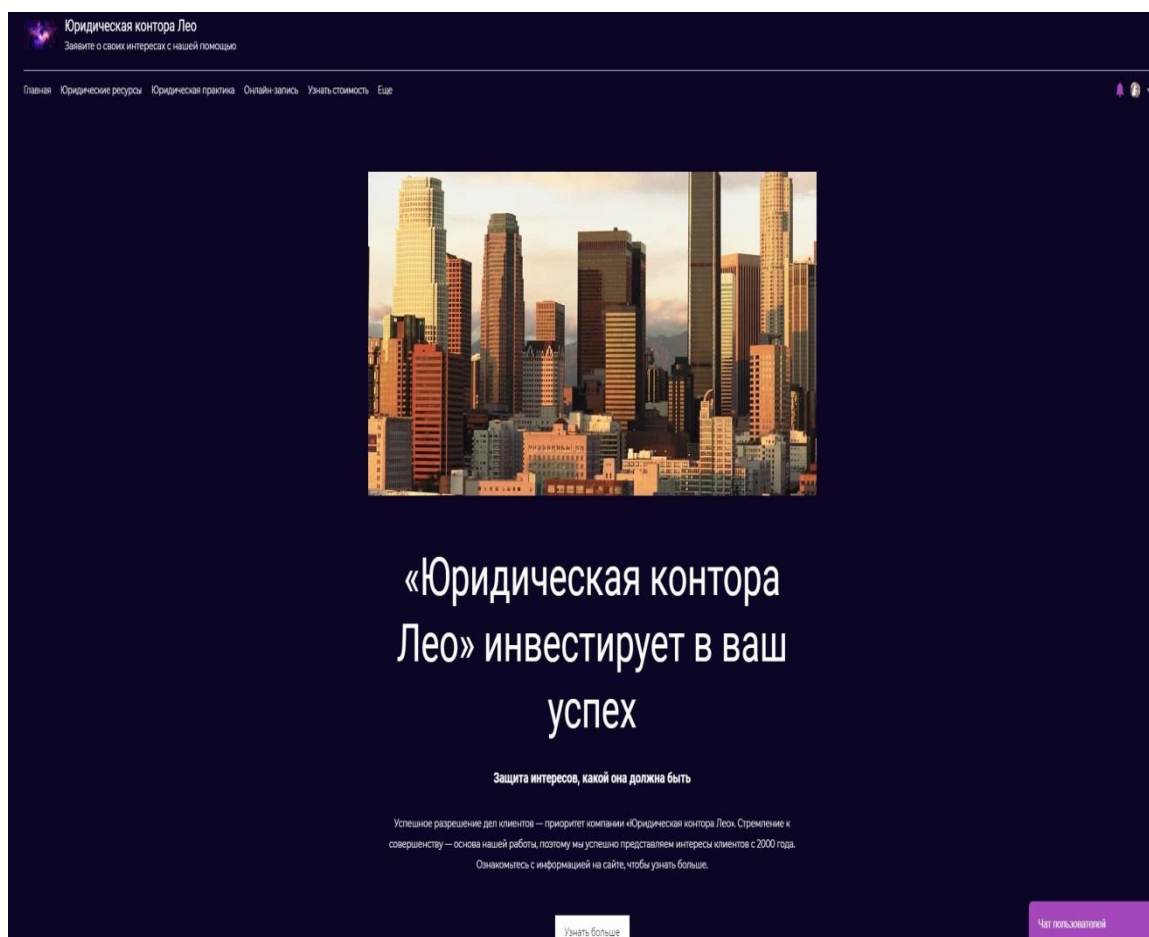 Юридическая контора Лео
Заявите о своих интересах с нашей помощью
Главная Юридические ресурсы Юридическая практика Онлайн-запись Узнать стоимость Еще
«Юридическая контора
Лео» инвестирует в ваш
успех
Защита интересов, какой она должна быть
Успешное разрешение дел клиентов — приоритет компании «Юридическая контора Лео». Стремление к
совершенству — основа нашей работы, поэтому мы успешно представляем интересы клиентов с 2000 года.
Ознакомьтесь с информацией на сайте, чтобы узнать больше.
Узнать больше
Чат пользователей